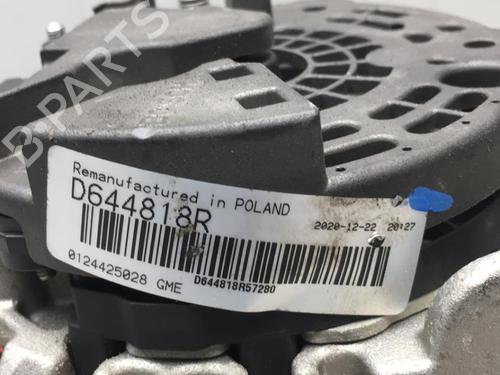 B-PARTS
Remanufactured in POLAND
D644818R
2020-12-22 20:27
D644818R57280
0124425028 GME